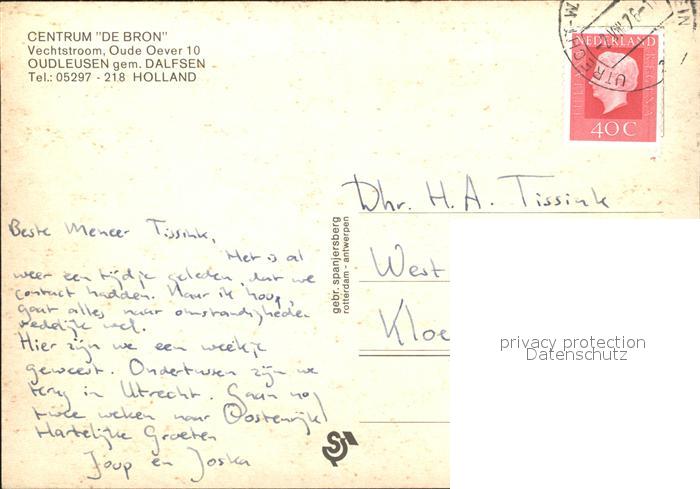 CENTRUM "DE BRON"
Vechtstroom, Oude Oever 10
OUDLEUSEN gem. DALFSEN
Tel.: 05297 - 218 HOLLAND
UTRECHT
NEDERLAND
40 C
Dhr. H. A. Tissink
West
Kloe
privacy protection
Datenschutz
gebr. spanjersberg
rotterdam - antwerpen
Beste Meneer Tissink,
Het is al
weer een tijdje geleden dat we
contact hadden. Maar ik hoop,
gaat alles naar omstandigheden
redelijk wel.
Hier zijn we een weekje
geweest. Ondertussen zijn we
terug in Utrecht. Gaan nog
twee weken naar Oostenrijk
Hartelijke Groeten
Joop en Joska